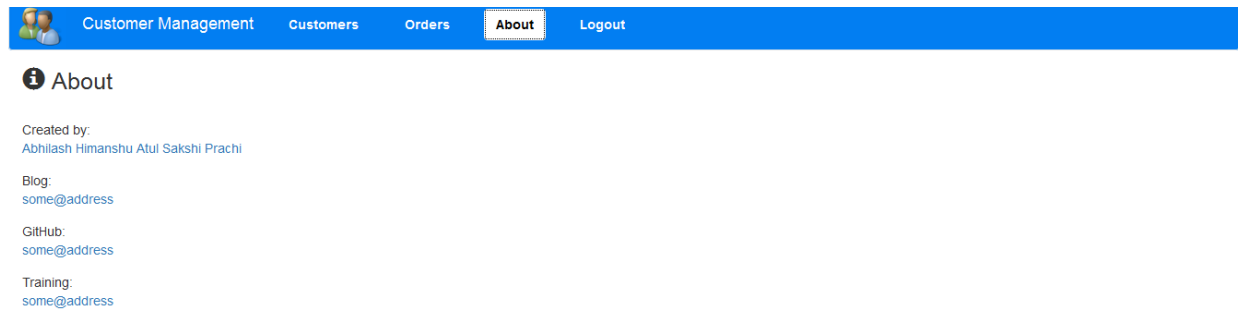 Customer Management Customers Orders About Logout
About
Created by:
Abhilash Himanshu Atul Sakshi Prachi
Blog:
some@address
GitHub:
some@address
Training:
some@address